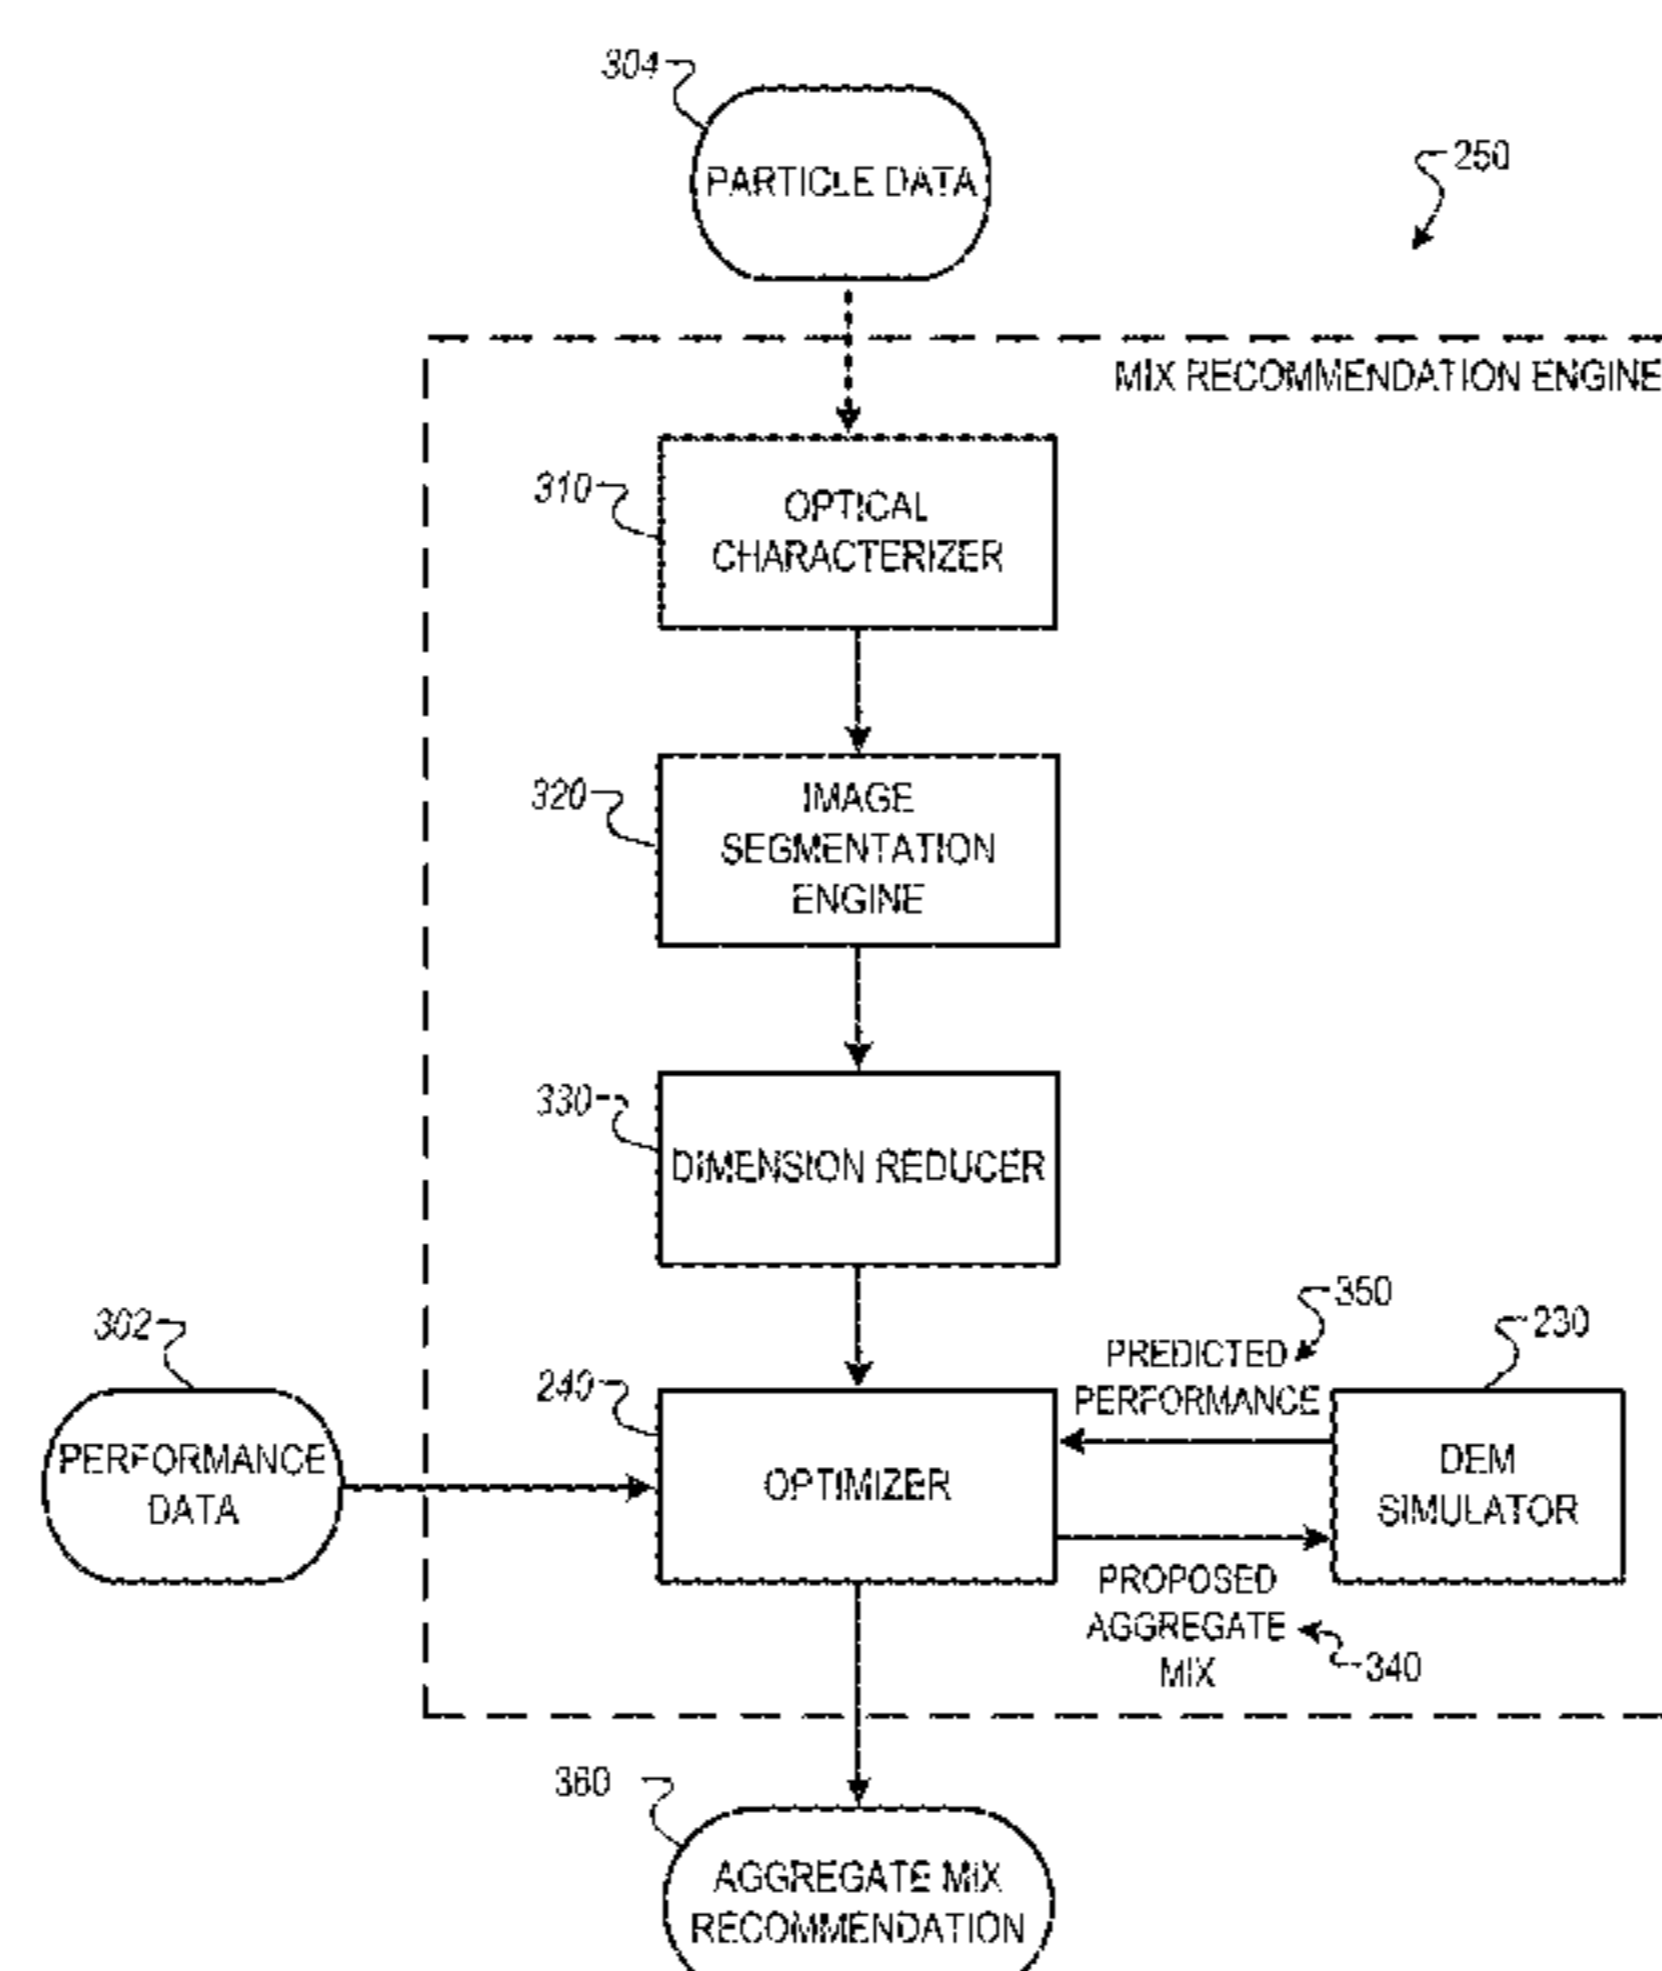 304
PARTICLE DATA
250
MIX RECOMMENDATION ENGINE
310
OPTICAL
CHARACTERIZER
320
IMAGE
SEGMENTATION
ENGINE
330
DIMENSION REDUCER
302
PERFORMANCE
DATA
240
OPTIMIZER
350
PREDICTED
PERFORMANCE
230
DEM
SIMULATOR
PROPOSED
AGGREGATE
MIX
340
360
AGGREGATE MIX
RECOMMENDATION